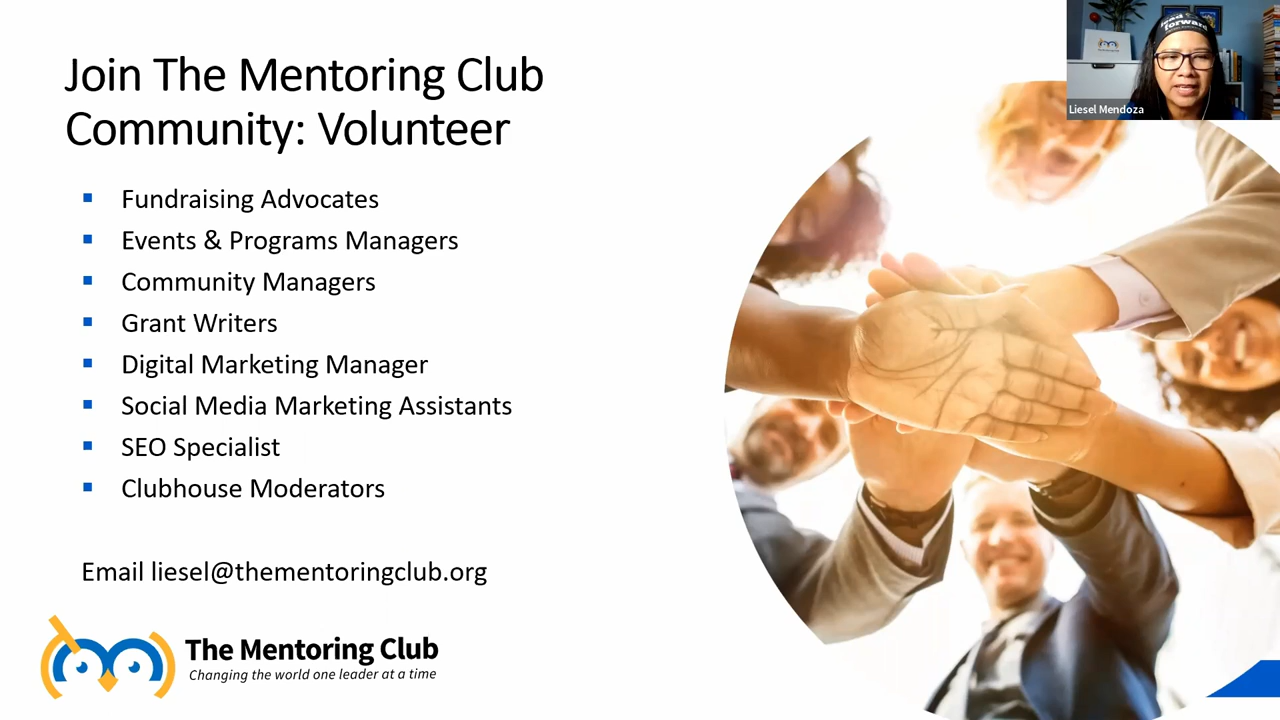 Join The Mentoring Club
Community: Volunteer
Fundraising Advocates
Events & Programs Managers
Community Managers
Grant Writers
Digital Marketing Manager
Social Media Marketing Assistants
SEO Specialist
Clubhouse Moderators
Email liesel@thementoringclub.org
The Mentoring Club
Changing the world one leader at a time
forward
Liesel Mendoza